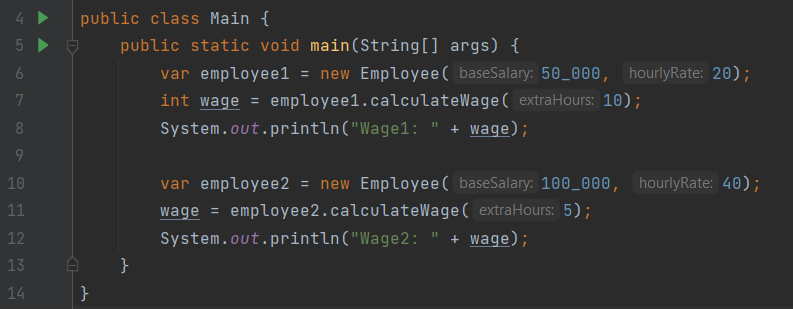 4 public class Main {
5 public static void main(String[] args) {
6 var employee1 = new Employee( baseSalary: 50_000, hourlyRate: 20);
7 int wage = employee1.calculateWage( extraHours: 10);
8 System.out.println("Wage1: " + wage);
9
10 var employee2 = new Employee( baseSalary: 100_000, hourlyRate: 40);
11 wage = employee2.calculateWage( extraHours: 5);
12 System.out.println("Wage2: " + wage);
13 }
14 }